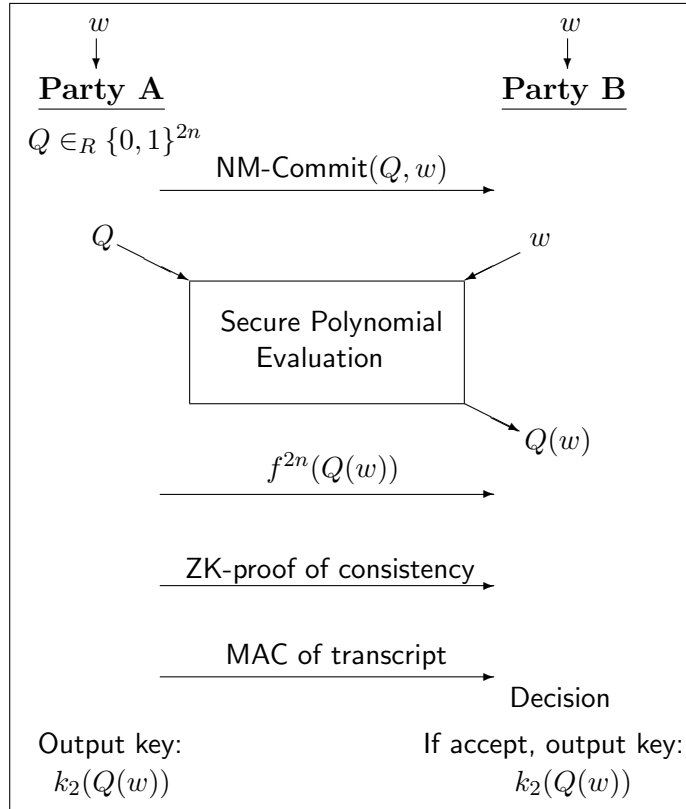 w w
Party A Party B
Q ∈_R {0, 1}^{2n}
NM-Commit(Q, w)
Q w
Secure Polynomial
Evaluation
Q(w)
f^{2n}(Q(w))
ZK-proof of consistency
MAC of transcript
Decision
Output key: If accept, output key:
k_2(Q(w)) k_2(Q(w))